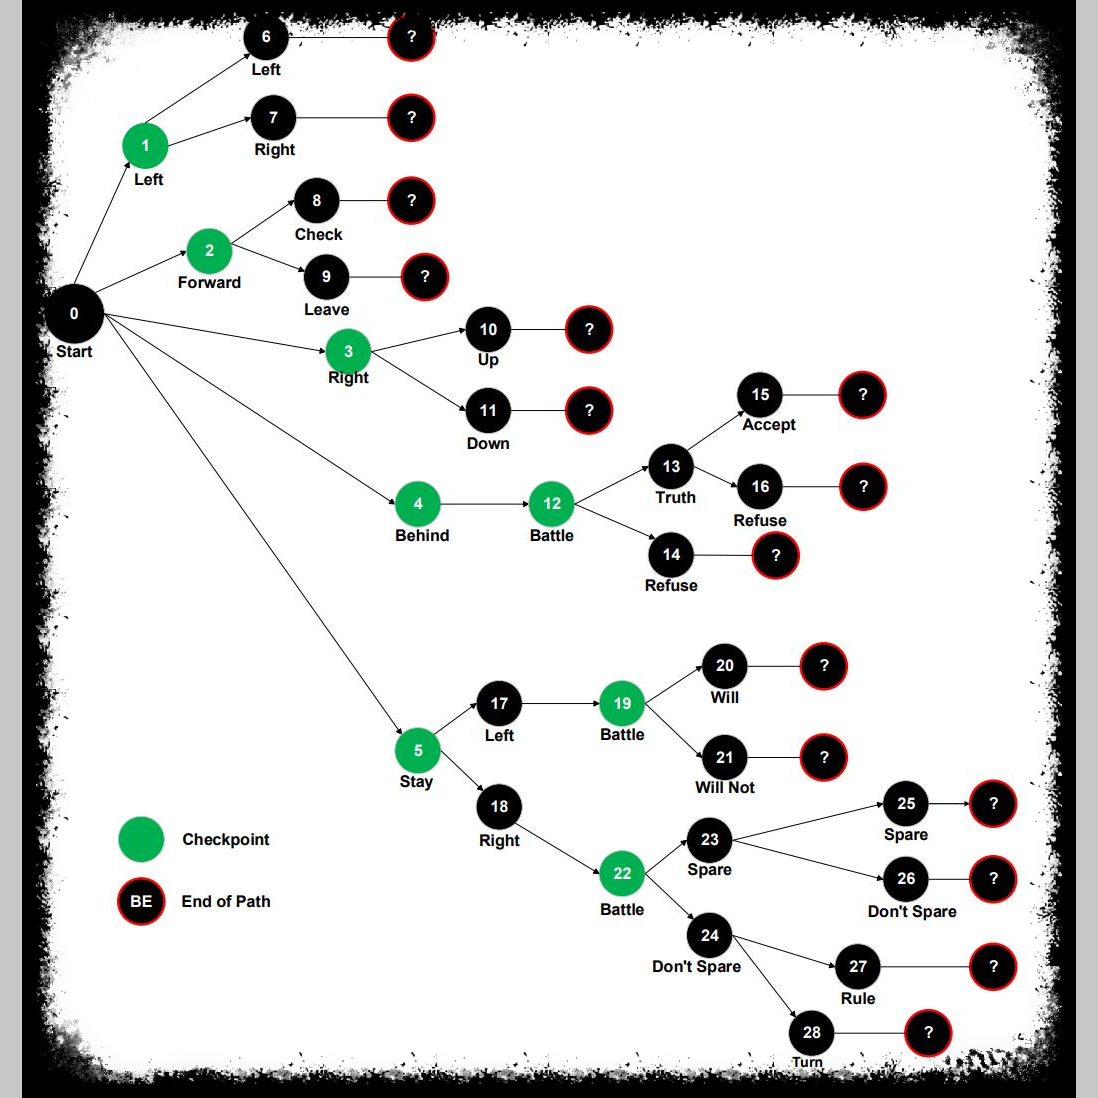 6 ?
Left
7 ?
Right
1
Left
8 ?
Check
2
Forward
9 ?
Leave
0
Start
10 ?
Up
3
Right
11 ?
Down
15 ?
Accept
13
Truth
16 ?
Refuse
4 12
Behind Battle
14 ?
Refuse
20 ?
Will
17 19
Left Battle
5
Stay
21 ?
Will Not
18
Right
25 ?
Spare
23
Spare
22
Battle
26 ?
Don't Spare
24
Don't Spare
27 ?
Rule
28 ?
Turn
Checkpoint
BE End of Path